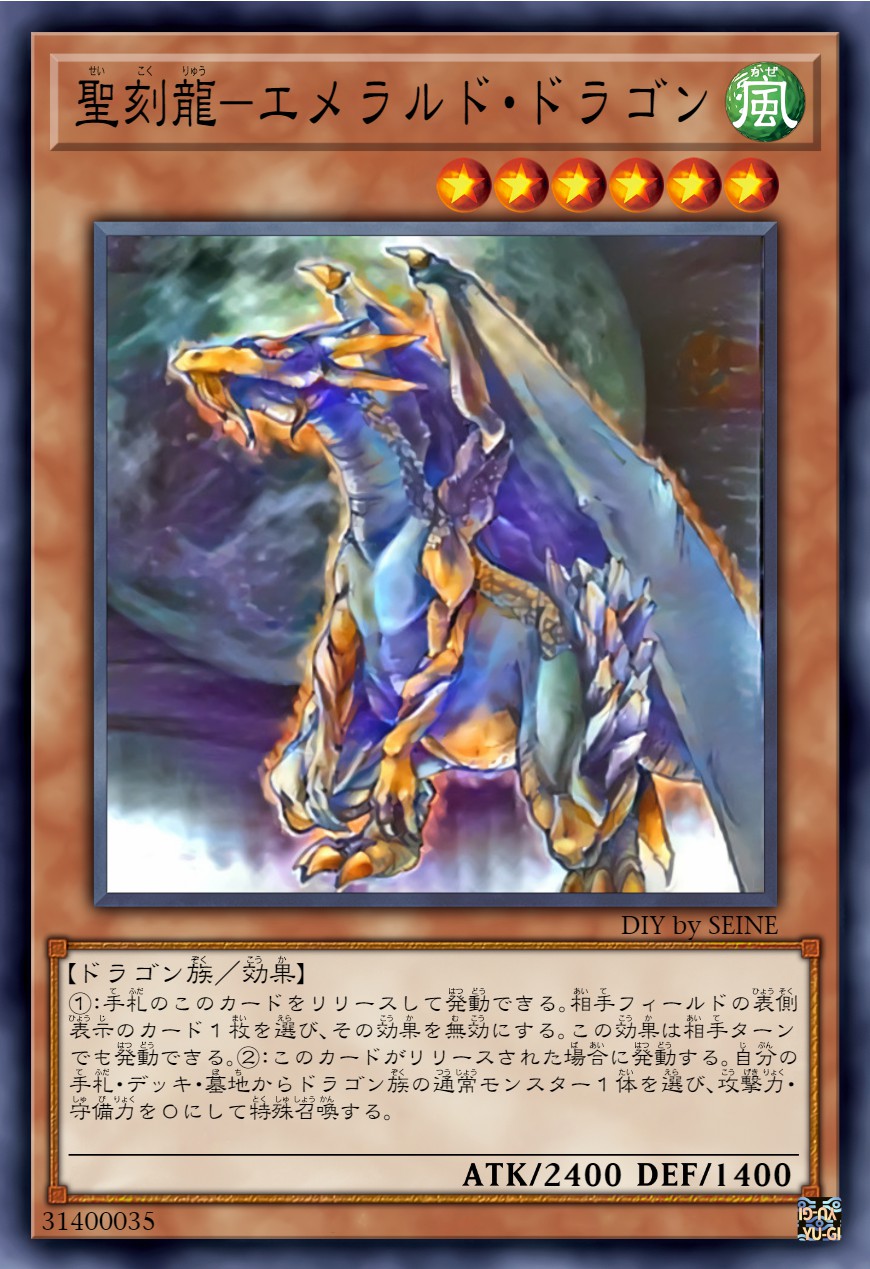 聖刻龍－エメラルド・ドラゴン
風
DIY by SEINE
【ドラゴン族／効果】
①：手札のこのカードをリリースして発動できる。相手フィールドの表側
表示のカード１枚を選び、その効果を無効にする。この効果は相手ターン
でも発動できる。②：このカードがリリースされた場合に発動する。自分の
手札・デッキ・墓地からドラゴン族の通常モンスター１体を選び、攻撃力・
守備力を０にして特殊召喚する。
ATK/2400 DEF/1400
31400035
YU-GI